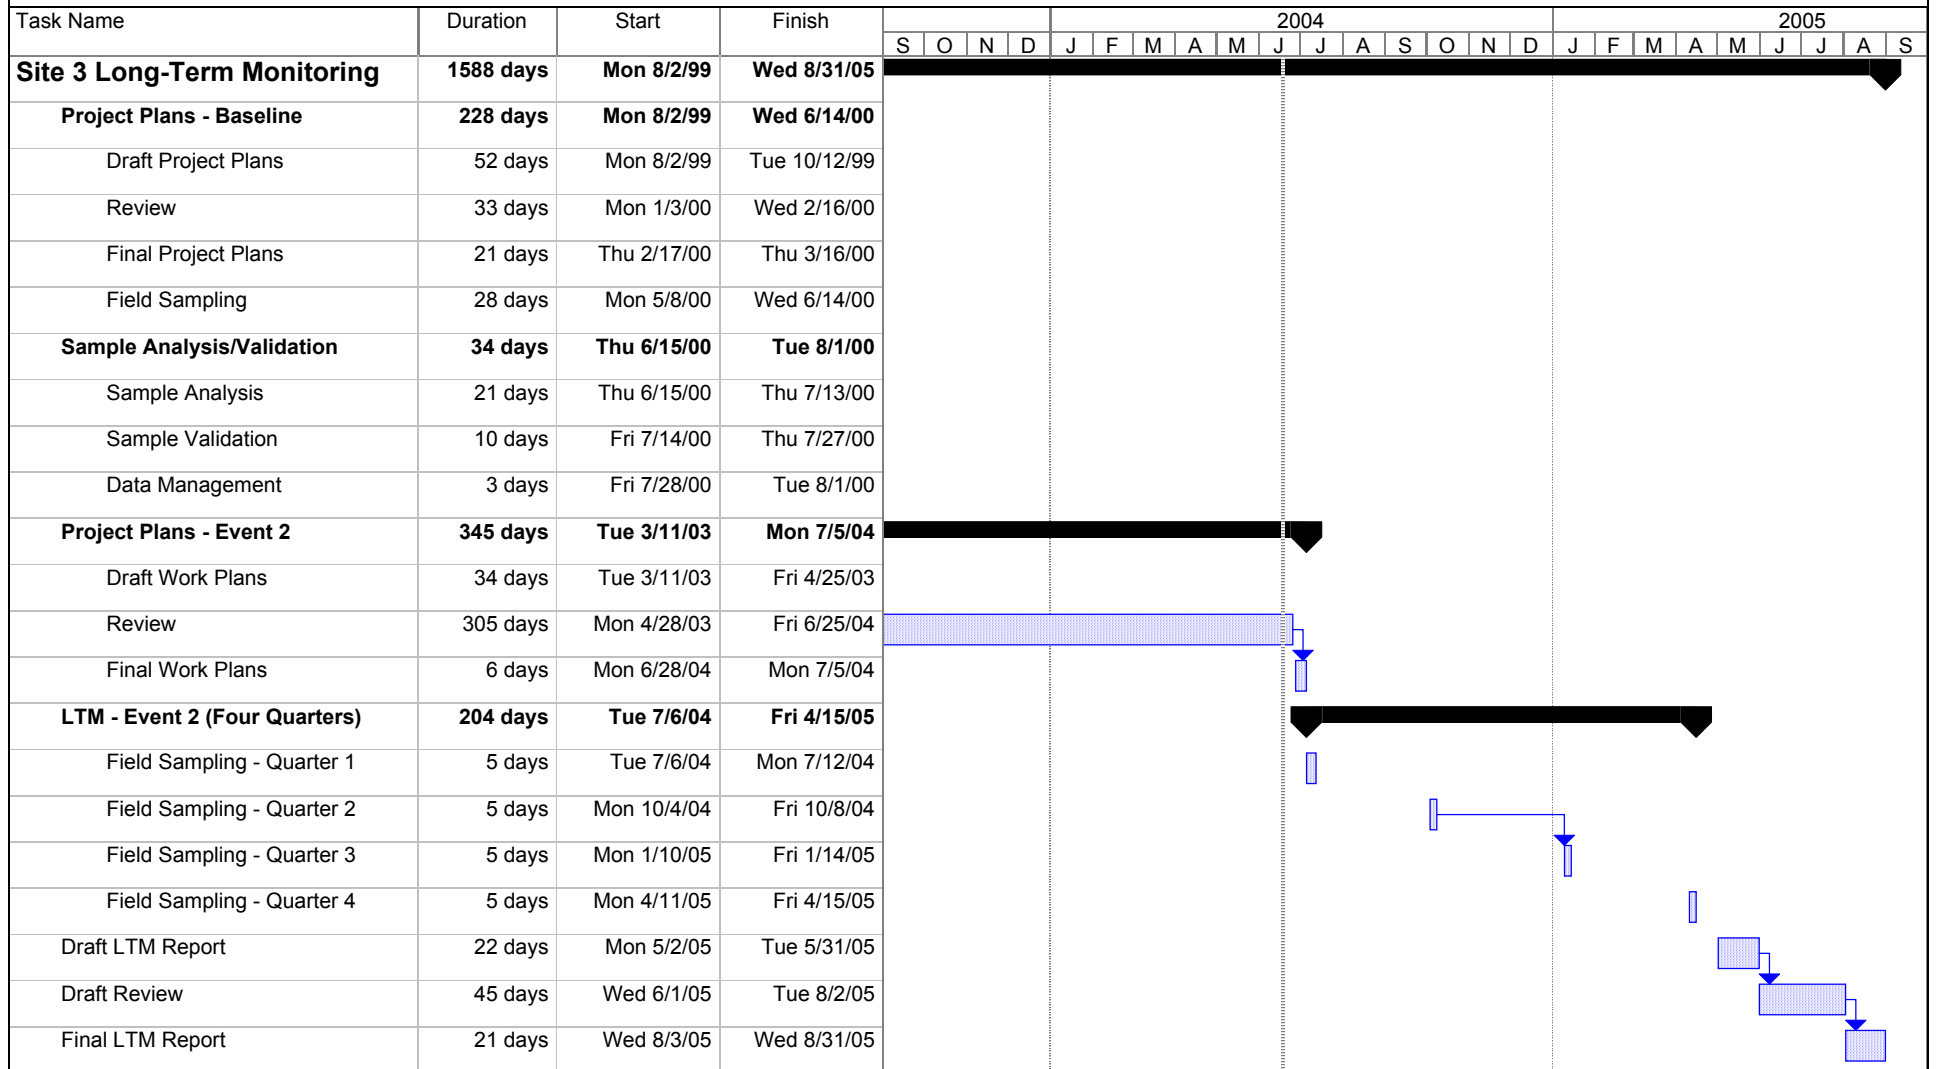 Task Name Duration Start Finish 2004 2005
S O N D J F M A M J J A S O N D J F M A M J J A S
Site 3 Long-Term Monitoring 1588 days Mon 8/2/99 Wed 8/31/05
Project Plans - Baseline 228 days Mon 8/2/99 Wed 6/14/00
Draft Project Plans 52 days Mon 8/2/99 Tue 10/12/99
Review 33 days Mon 1/3/00 Wed 2/16/00
Final Project Plans 21 days Thu 2/17/00 Thu 3/16/00
Field Sampling 28 days Mon 5/8/00 Wed 6/14/00
Sample Analysis/Validation 34 days Thu 6/15/00 Tue 8/1/00
Sample Analysis 21 days Thu 6/15/00 Thu 7/13/00
Sample Validation 10 days Fri 7/14/00 Thu 7/27/00
Data Management 3 days Fri 7/28/00 Tue 8/1/00
Project Plans - Event 2 345 days Tue 3/11/03 Mon 7/5/04
Draft Work Plans 34 days Tue 3/11/03 Fri 4/25/03
Review 305 days Mon 4/28/03 Fri 6/25/04
Final Work Plans 6 days Mon 6/28/04 Mon 7/5/04
LTM - Event 2 (Four Quarters) 204 days Tue 7/6/04 Fri 4/15/05
Field Sampling - Quarter 1 5 days Tue 7/6/04 Mon 7/12/04
Field Sampling - Quarter 2 5 days Mon 10/4/04 Fri 10/8/04
Field Sampling - Quarter 3 5 days Mon 1/10/05 Fri 1/14/05
Field Sampling - Quarter 4 5 days Mon 4/11/05 Fri 4/15/05
Draft LTM Report 22 days Mon 5/2/05 Tue 5/31/05
Draft Review 45 days Wed 6/1/05 Tue 8/2/05
Final LTM Report 21 days Wed 8/3/05 Wed 8/31/05